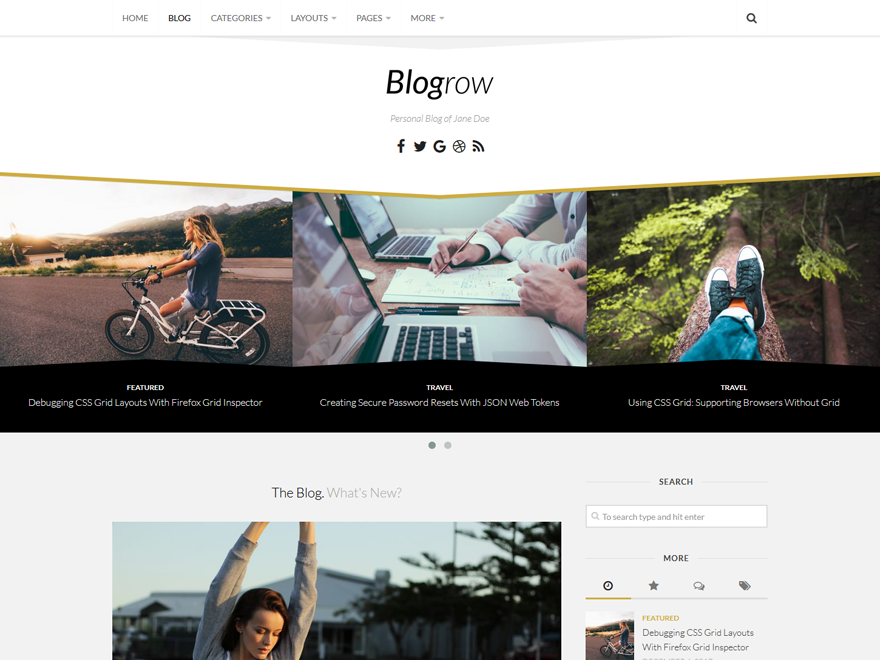 HOME BLOG CATEGORIES LAYOUTS PAGES MORE
Blogrow
Personal Blog of Jane Doe
FEATURED
Debugging CSS Grid Layouts With Firefox Grid Inspector
TRAVEL
Creating Secure Password Resets With JSON Web Tokens
TRAVEL
Using CSS Grid: Supporting Browsers Without Grid
The Blog. What's New?
SEARCH
To search type and hit enter
MORE
FEATURED
Debugging CSS Grid Layouts
With Firefox Grid Inspector